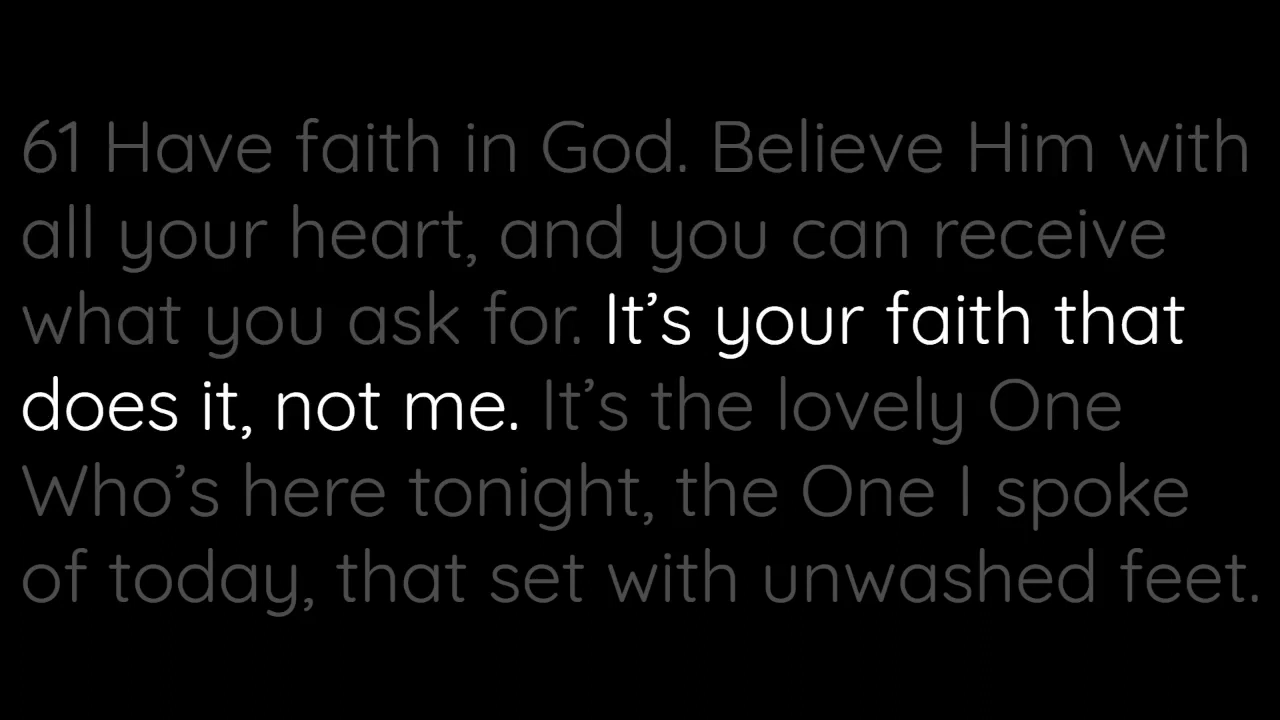 61 Have faith in God. Believe Him with
all your heart, and you can receive
what you ask for. It’s your faith that
does it, not me. It’s the lovely One
Who’s here tonight, the One I spoke
of today, that set with unwashed feet.